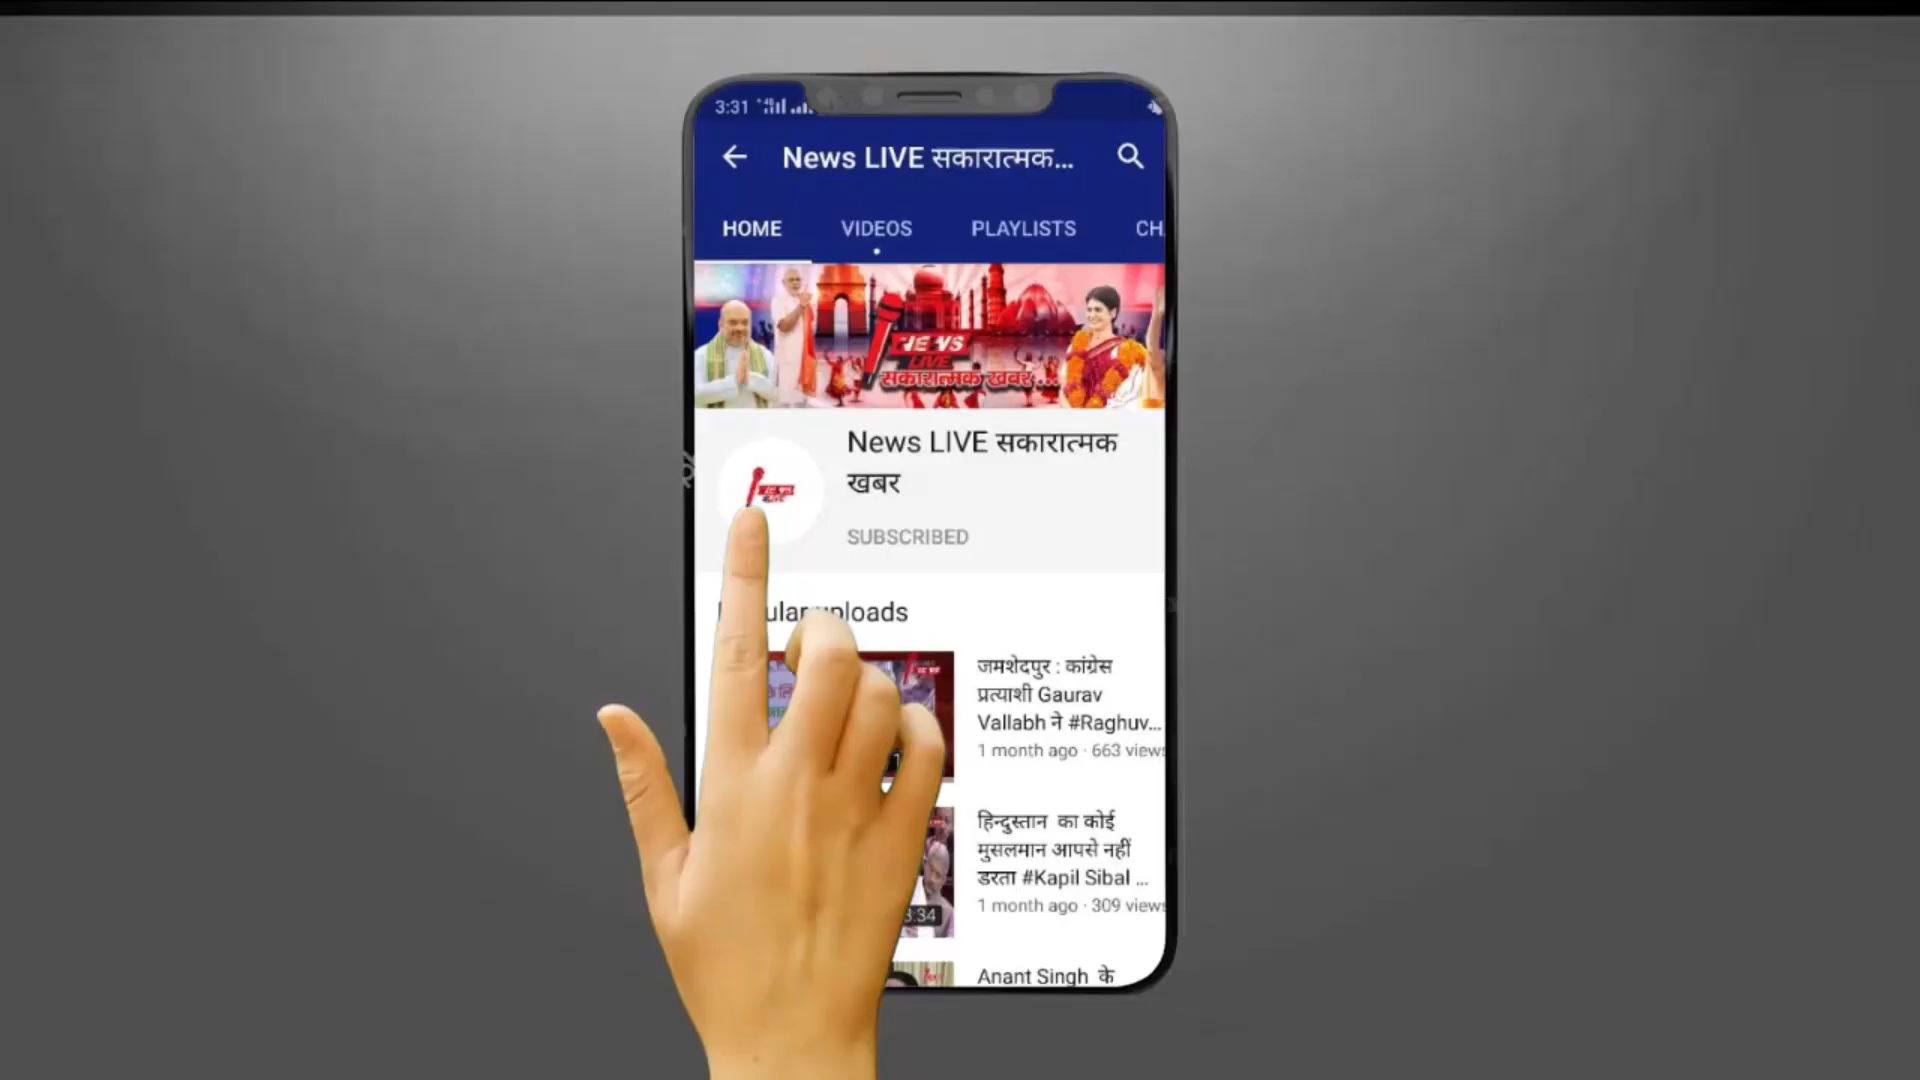 3:31
News LIVE सकारात्मक...
HOME VIDEOS PLAYLISTS CH
NEWS
LIVE
सकारात्मक खबर ...
News LIVE सकारात्मक
खबर
SUBSCRIBED
uploads
जमशेदपुर : कांग्रेस
प्रत्याशी Gaurav
Vallabh ने #Raghuv...
1 month ago · 663 views
हिन्दुस्तान का कोई
मुसलमान आपसे नहीं
डरता #Kapil Sibal ...
1 month ago · 309 views
3:34
Anant Singh के